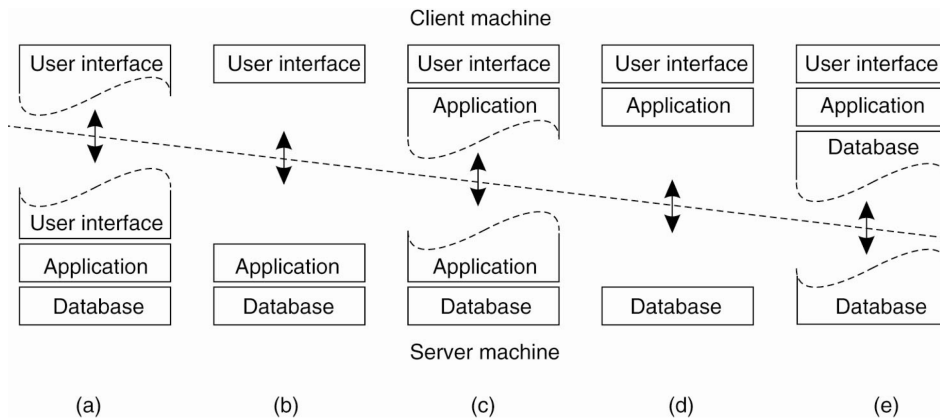 Client machine
User interface
User interface
Application
Database
(a)
User interface
Application
Database
(b)
User interface
Application
Application
Database
(c)
User interface
Application
Database
(d)
User interface
Application
Database
Database
(e)
Server machine